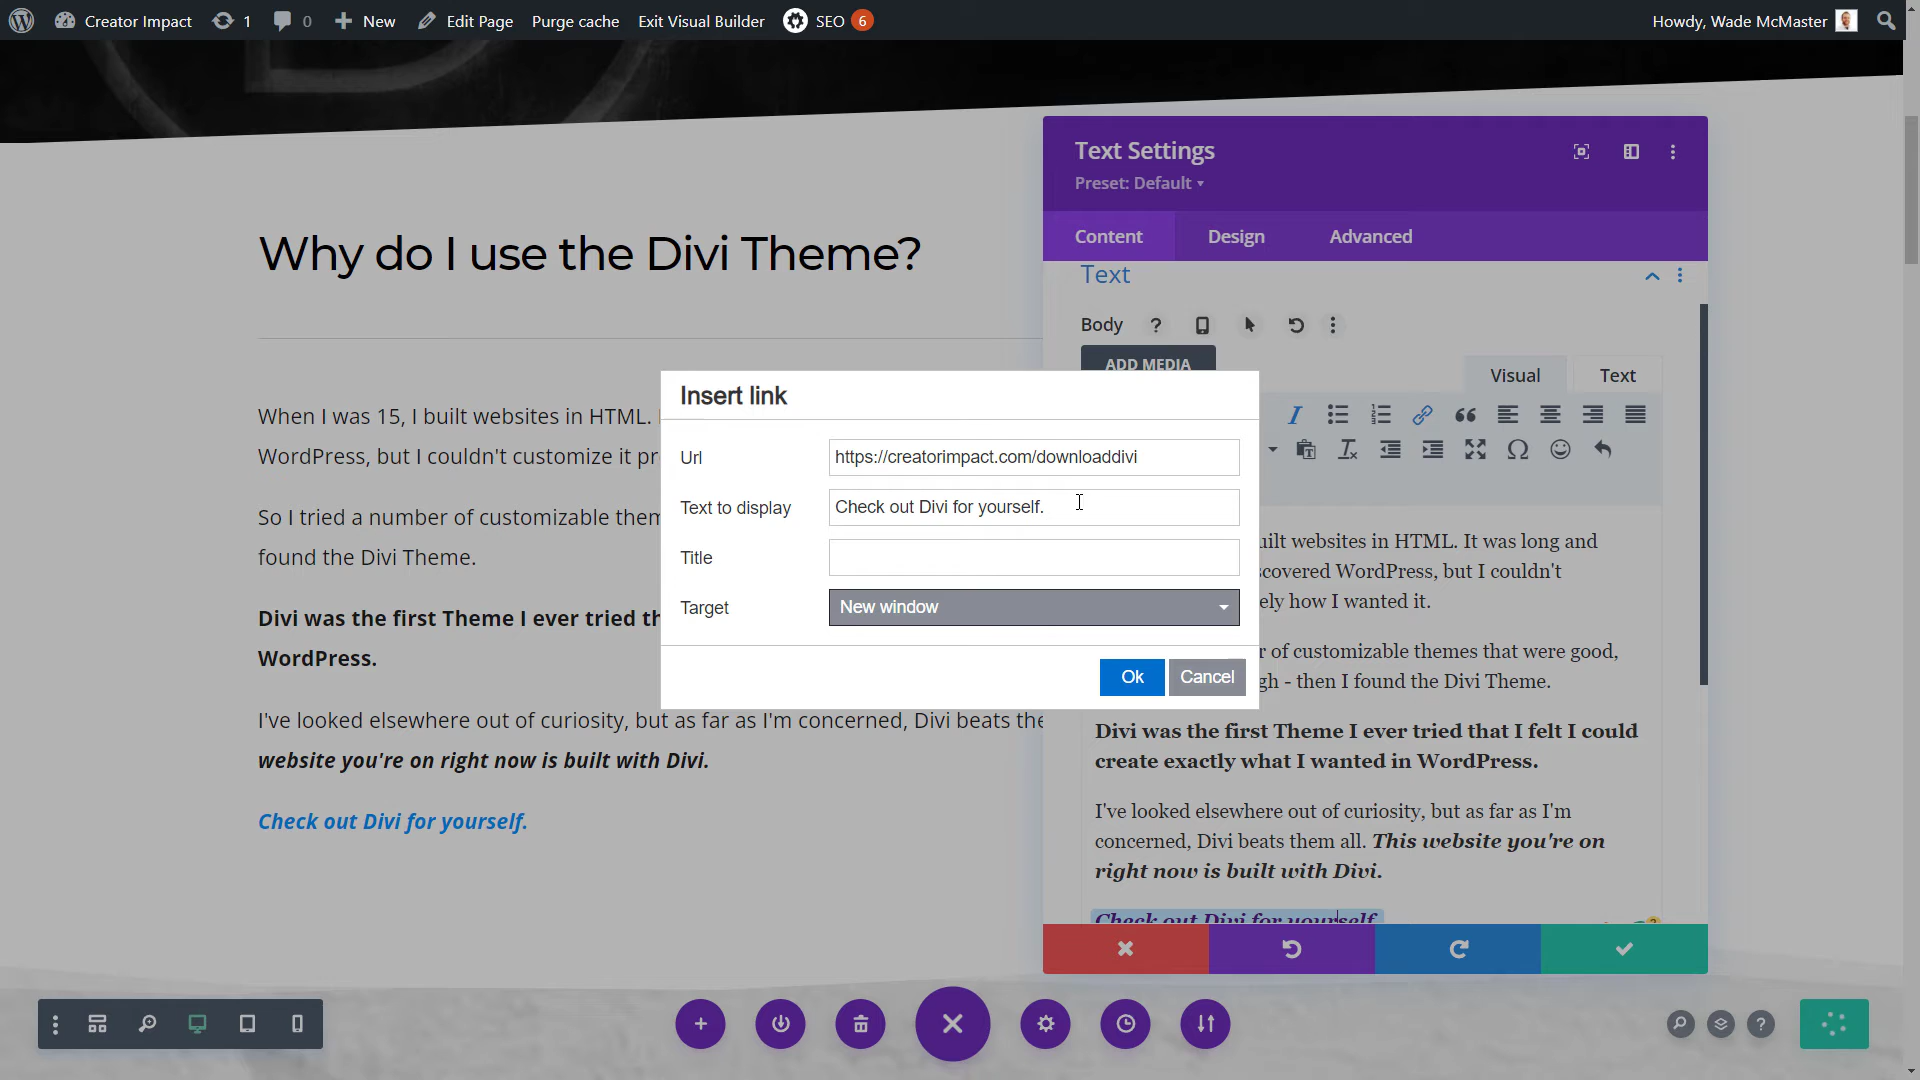 Creator Impact 1 0 New Edit Page Purge cache Exit Visual Builder SEO 6 Howdy, Wade McMaster
Why do I use the Divi Theme?
When I was 15, I built websites in HTML.
WordPress, but I couldn't customize it
So I tried a number of customizable
found the Divi Theme.
Divi was the first Theme I ever tried
WordPress.
I've looked elsewhere out of curiosity, but as far as I'm concerned, Divi beats
website you're on right now is built with Divi.
Check out Divi for yourself.
Text Settings
Preset: Default
Content Design Advanced
Text
Body ?
ADD MEDIA
Visual Text
websites in HTML. It was long and
WordPress, but I couldn't
how I wanted it.
of customizable themes that were good,
- then I found the Divi Theme.
Divi was the first Theme I ever tried that I felt I could
create exactly what I wanted in WordPress.
I've looked elsewhere out of curiosity, but as far as I'm
concerned, Divi beats them all. This website you're on
right now is built with Divi.
Check out Divi for yourself.
Insert link
Url https://creatorimpact.com/downloaddivi
Text to display Check out Divi for yourself.
Title
Target New window
Ok Cancel
?